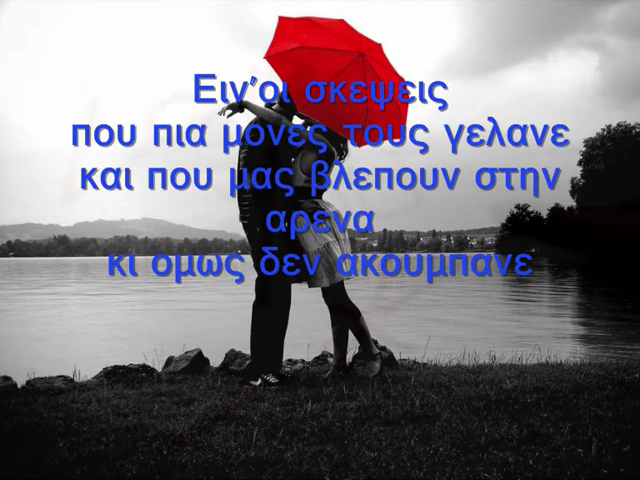 Ειν'οι σκεψεις
που πια μονες τους γελανε
και που μας βλεπουν στην
αρενα
κι ομως δεν ακουμπανε